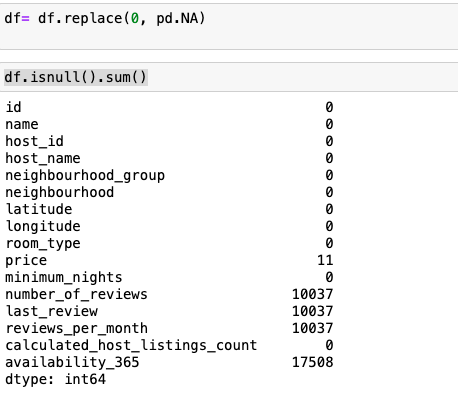 df= df.replace(0, pd.NA)
df.isnull().sum()
id 0
name 0
host_id 0
host_name 0
neighbourhood_group 0
neighbourhood 0
latitude 0
longitude 0
room_type 0
price 11
minimum_nights 0
number_of_reviews 10037
last_review 10037
reviews_per_month 10037
calculated_host_listings_count 0
availability_365 17508
dtype: int64